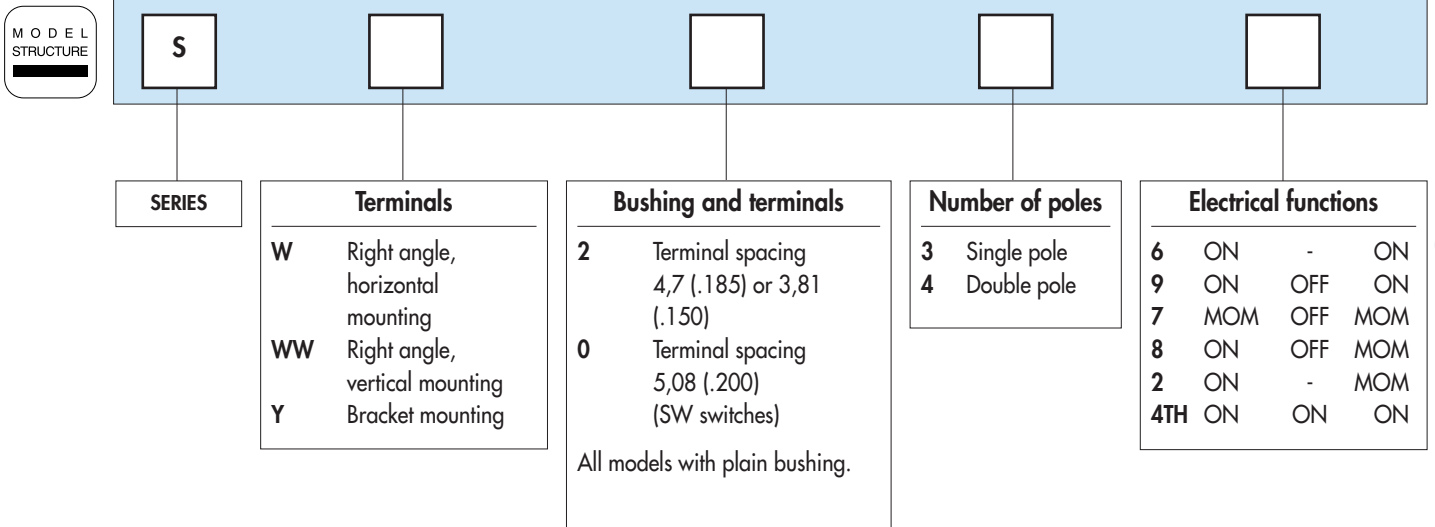 MODEL
STRUCTURE
S
SERIES
Terminals
W Right angle,
horizontal
mounting
WW Right angle,
vertical mounting
Y Bracket mounting
Bushing and terminals
2 Terminal spacing
4,7 (.185) or 3,81
(.150)
0 Terminal spacing
5,08 (.200)
(SW switches)
All models with plain bushing.
Number of poles
3 Single pole
4 Double pole
Electrical functions
6 ON - ON
9 ON OFF ON
7 MOM OFF MOM
8 ON OFF MOM
2 ON - MOM
4TH ON ON ON